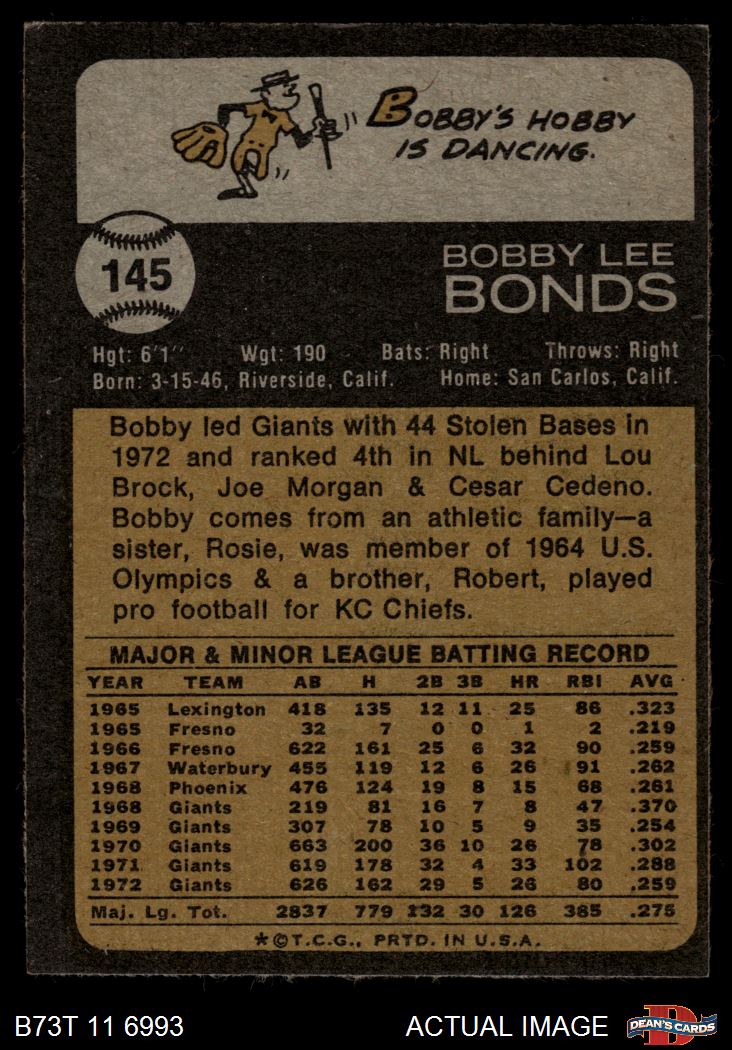 BOBBY'S HOBBY
IS DANCING.
145
BOBBY LEE
BONDS
Hgt: 6'1" Wgt: 190 Bats: Right Throws: Right
Born: 3-15-46, Riverside, Calif. Home: San Carlos, Calif.
Bobby led Giants with 44 Stolen Bases in
1972 and ranked 4th in NL behind Lou
Brock, Joe Morgan & Cesar Cedeno.
Bobby comes from an athletic family—a
sister, Rosie, was member of 1964 U.S.
Olympics & a brother, Robert, played
pro football for KC Chiefs.
MAJOR & MINOR LEAGUE BATTING RECORD
YEAR TEAM AB H 2B 3B HR RBI AVG
1965 Lexington 418 135 12 11 25 86 .323
1965 Fresno 32 7 0 0 1 2 .219
1966 Fresno 622 161 25 6 32 90 .259
1967 Waterbury 455 119 12 6 26 91 .262
1968 Phoenix 476 124 19 8 15 68 .261
1968 Giants 219 81 16 7 8 47 .370
1969 Giants 307 78 10 5 9 35 .254
1970 Giants 663 200 36 10 26 78 .302
1971 Giants 619 178 32 4 33 102 .288
1972 Giants 626 162 29 5 26 80 .259
Maj. Lg. Tot. 2837 779 132 30 126 385 .275
*©T.C.G., PRTD. IN U.S.A.
B73T 11 6993 ACTUAL IMAGE DEAN'S CARDS